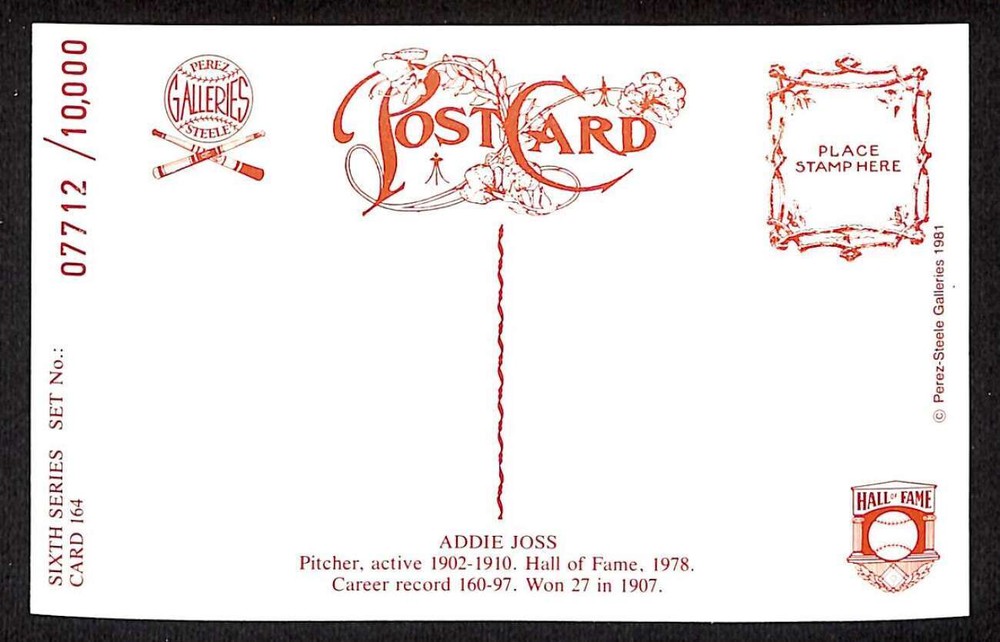 PEREZ
GALLERIES
STEELE
POSTCARD
PLACE
STAMP HERE
07712 / 10,000
SIXTH SERIES SET No.:
CARD 164
© Perez-Steele Galleries 1981
HALL OF FAME
ADDIE JOSS
Pitcher, active 1902-1910. Hall of Fame, 1978.
Career record 160-97. Won 27 in 1907.